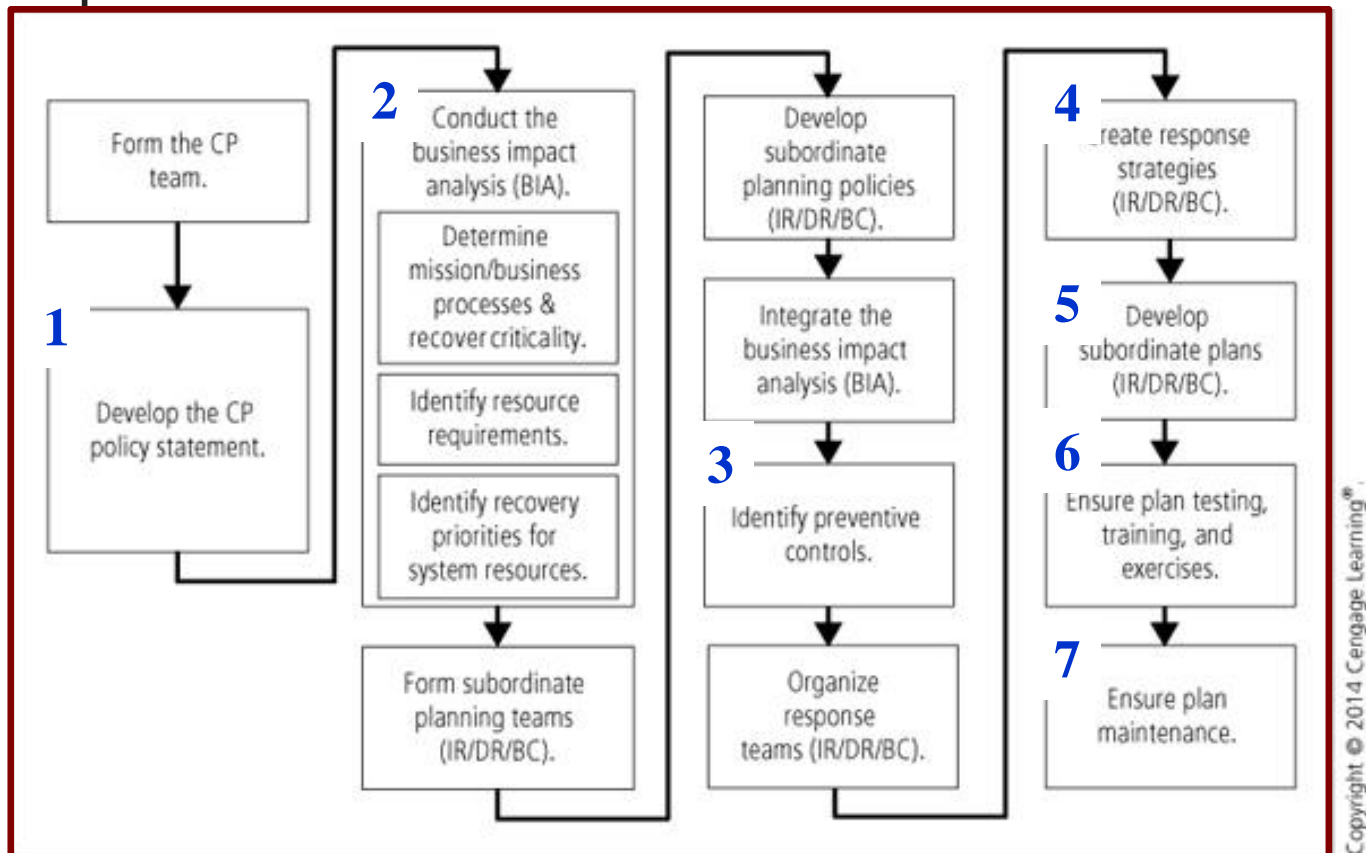 Form the CP
team.
1
Develop the CP
policy statement.
2
Conduct the
business impact
analysis (BIA).
Determine
mission/business
processes &
recover criticality.
Identify resource
requirements.
Identify recovery
priorities for
system resources.
Form subordinate
planning teams
(IR/DR/BC).
Develop
subordinate
planning policies
(IR/DR/BC).
Integrate the
business impact
analysis (BIA).
3
Identify preventive
controls.
Organize
response
teams (IR/DR/BC).
4
Create response
strategies
(IR/DR/BC).
5
Develop
subordinate plans
(IR/DR/BC).
6
Ensure plan testing,
training, and
exercises.
7
Ensure plan
maintenance.
Copyright © 2014 Cengage Learning®.